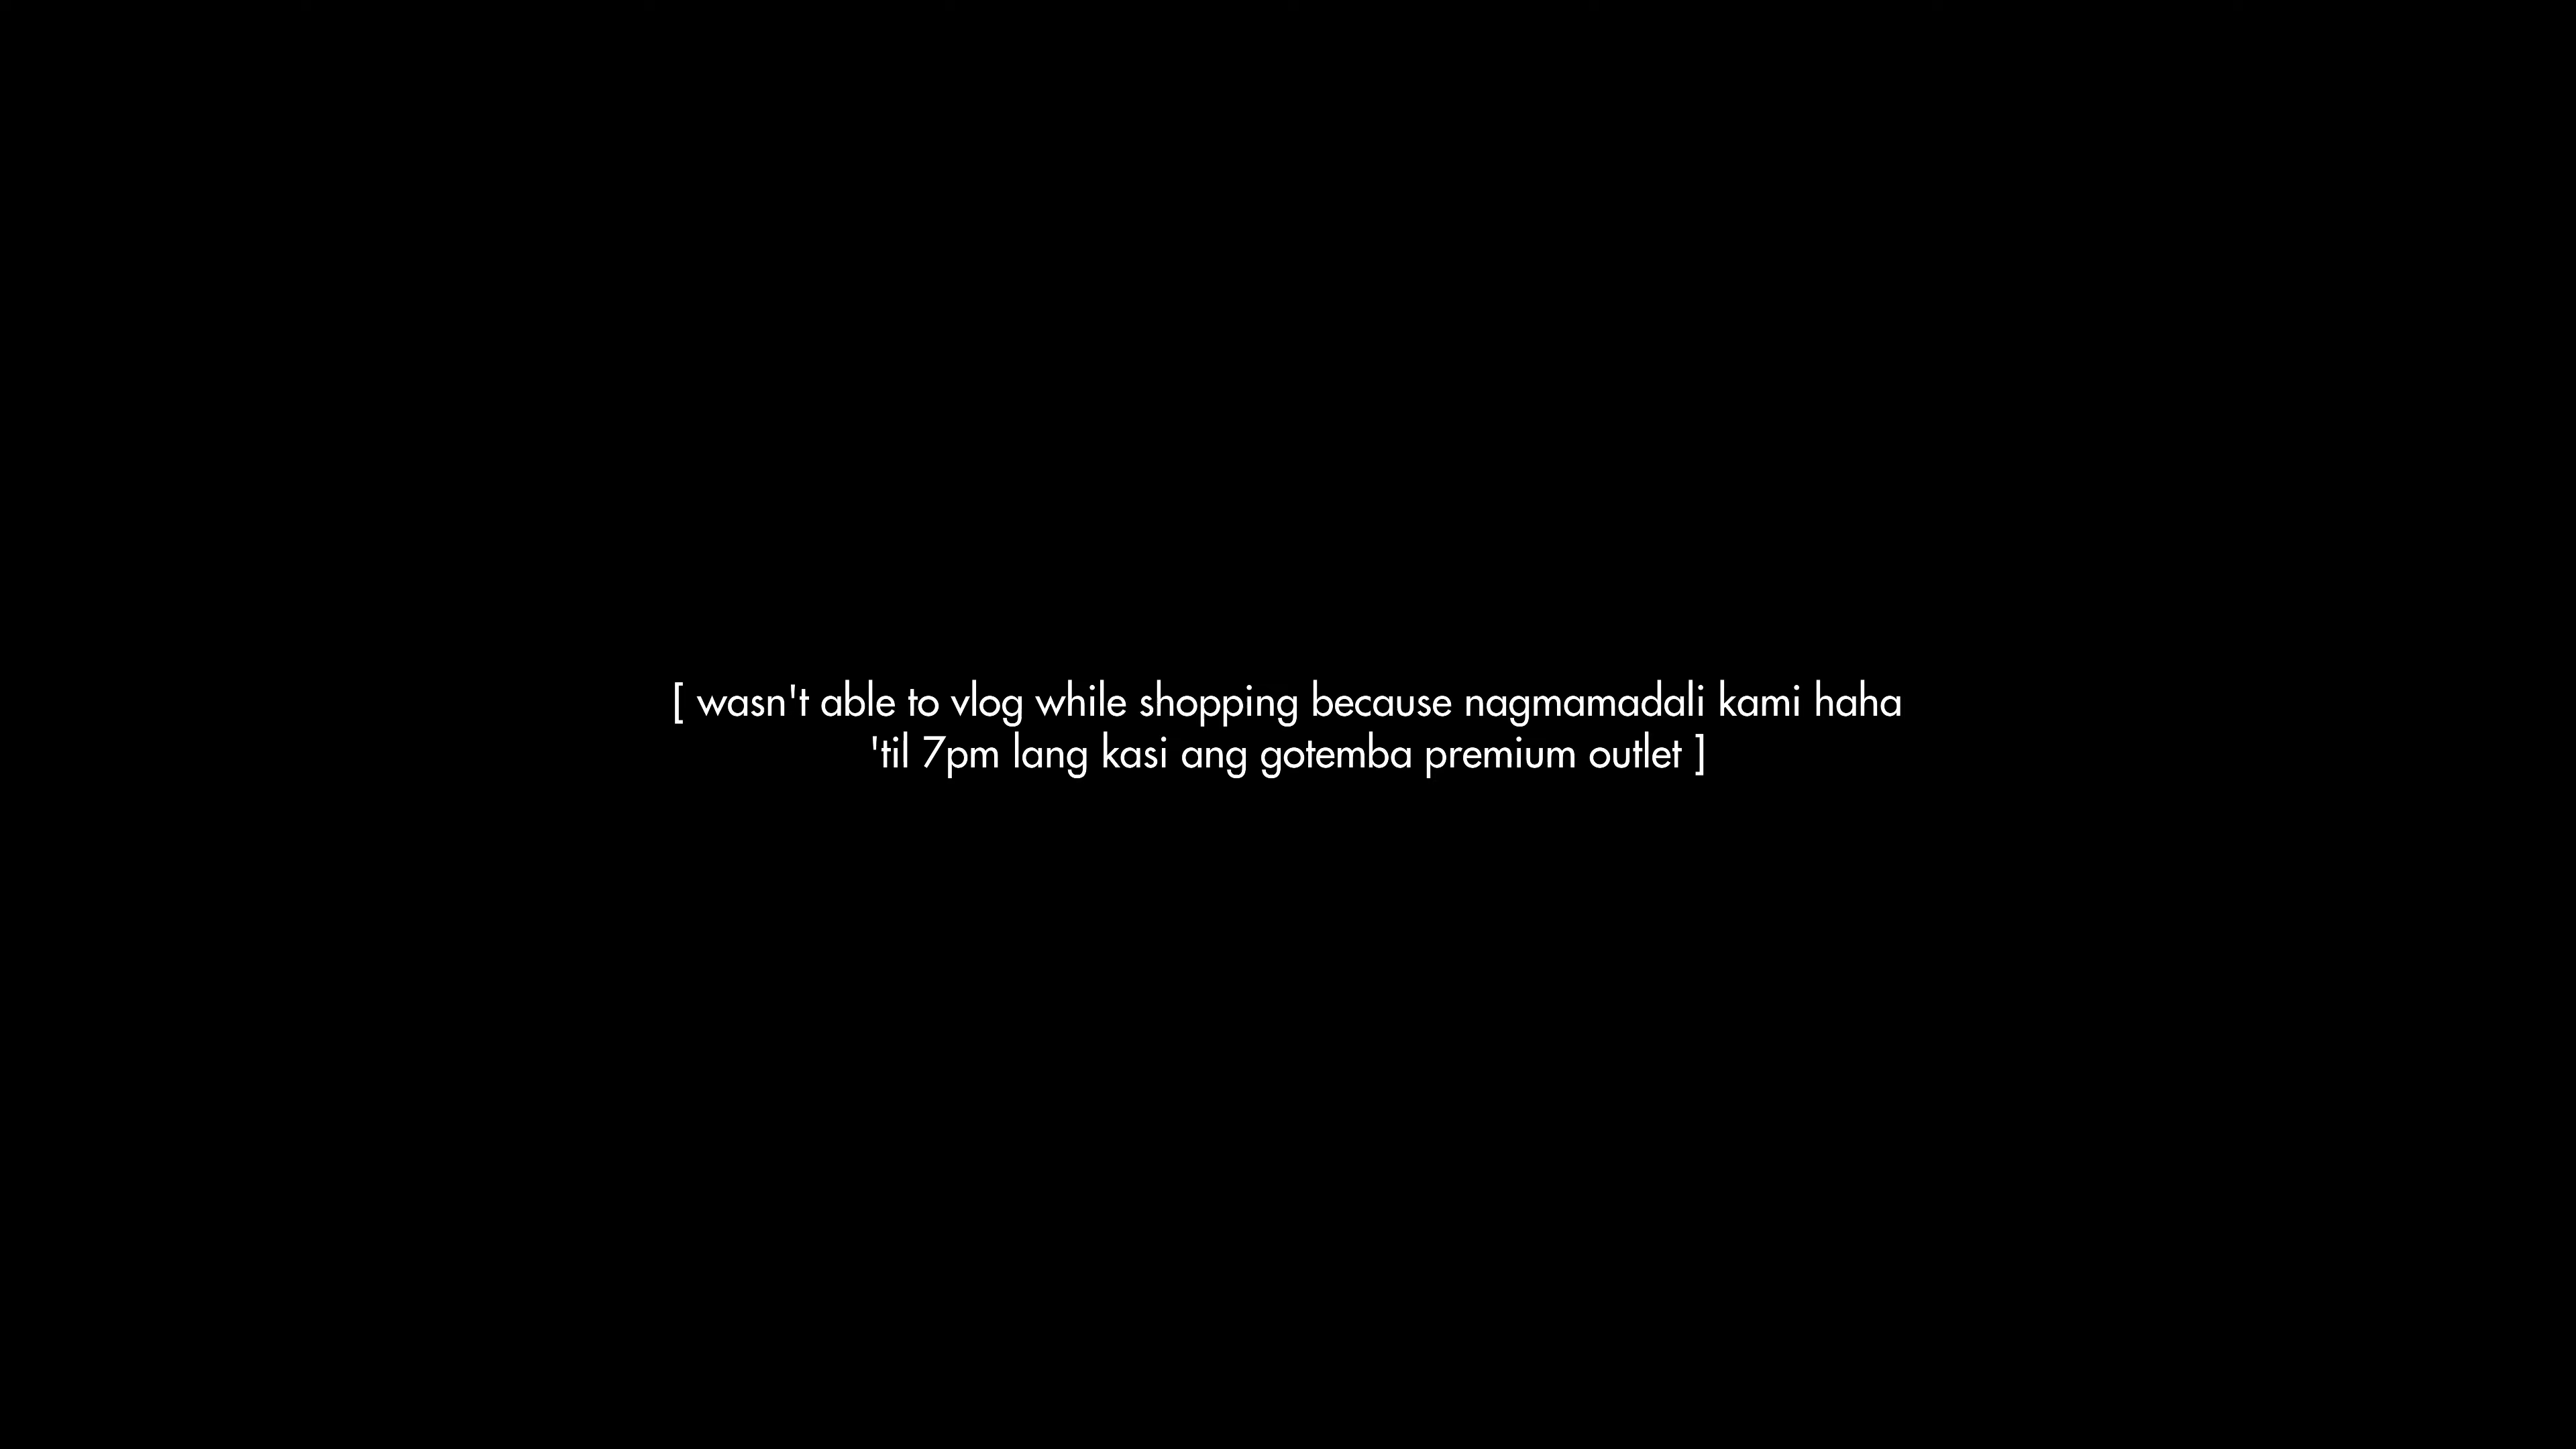 [ wasn't able to vlog while shopping because nagmamadali kami haha
'til 7pm lang kasi ang gotemba premium outlet ]